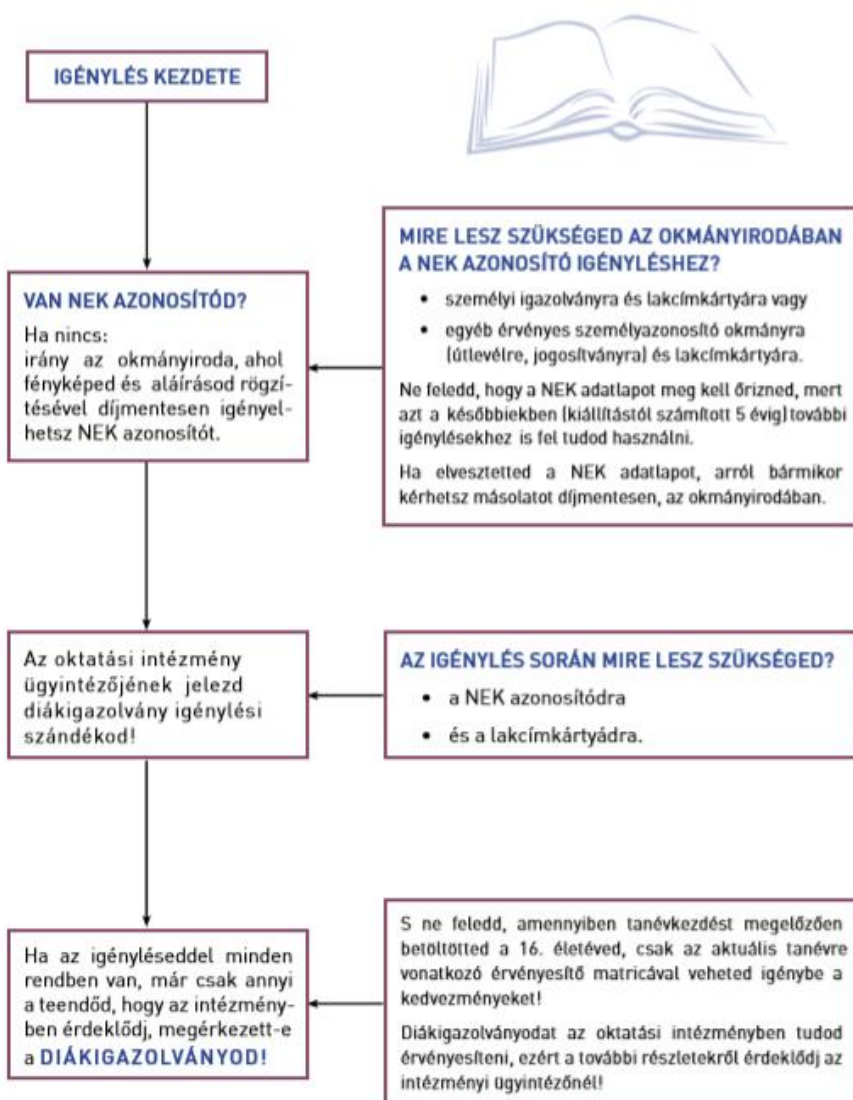 IGÉNYLÉS KEZDETE
MIRE LESZ SZÜKSÉGED AZ OKMÁNYIRODÁBAN
A NEK AZONOSÍTÓ IGÉNYLÉSHEZ?
• személyi igazolványra és lakcímkártyára vagy
• egyéb érvényes személyazonosító okmányra
(útlevélre, jogosítványra) és lakcímkártyára.
Ne feledd, hogy a NEK adatlapot meg kell őrizned, mert
azt a későbbiekben (kiállítástól számított 5 évig) további
igénylésekhez is fel tudod használni.
Ha elvesztetted a NEK adatlapot, arról bármikor
kérhetsz másolatot díjmentesen, az okmányirodában.
VAN NEK AZONOSÍTÓD?
Ha nincs:
irány az okmányiroda, ahol
fényképed és aláírásod rögzí-
tésével díjmentesen igényel-
hetsz NEK azonosítót.
Az oktatási intézmény
ügyintézőjének jelezd
diákigazolvány igénylési
szándékod!
AZ IGÉNYLÉS SORÁN MIRE LESZ SZÜKSÉGED?
• a NEK azonosítódra
• és a lakcímkártyádra.
Ha az igényléseddel minden
rendben van, már csak annyi
a teendőd, hogy az intézmény-
ben érdeklődj, megérkezett-e
a DIÁKIGAZOLVÁNYOD!
S ne feledd, amennyiben tanévkezdést megelőzően
betöltötted a 16. életéved, csak az aktuális tanévre
vonatkozó érvényesítő matricával veheted igénybe a
kedvezményeket!
Diákigazolványodat az oktatási intézményben tudod
érvényesíteni, ezért a további részletekről érdeklődj az
intézményi ügyintézőnél!